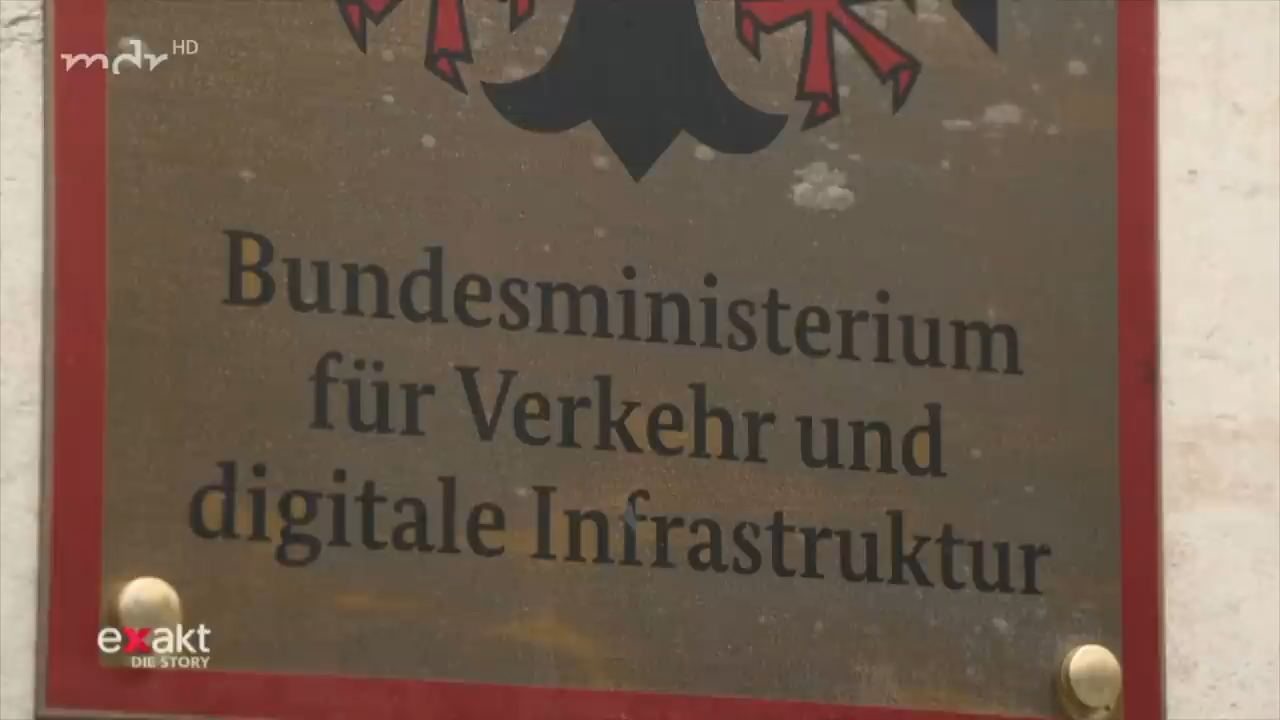 mdr HD
Bundesministerium
für Verkehr und
digitale Infrastruktur
exakt
DIE STORY